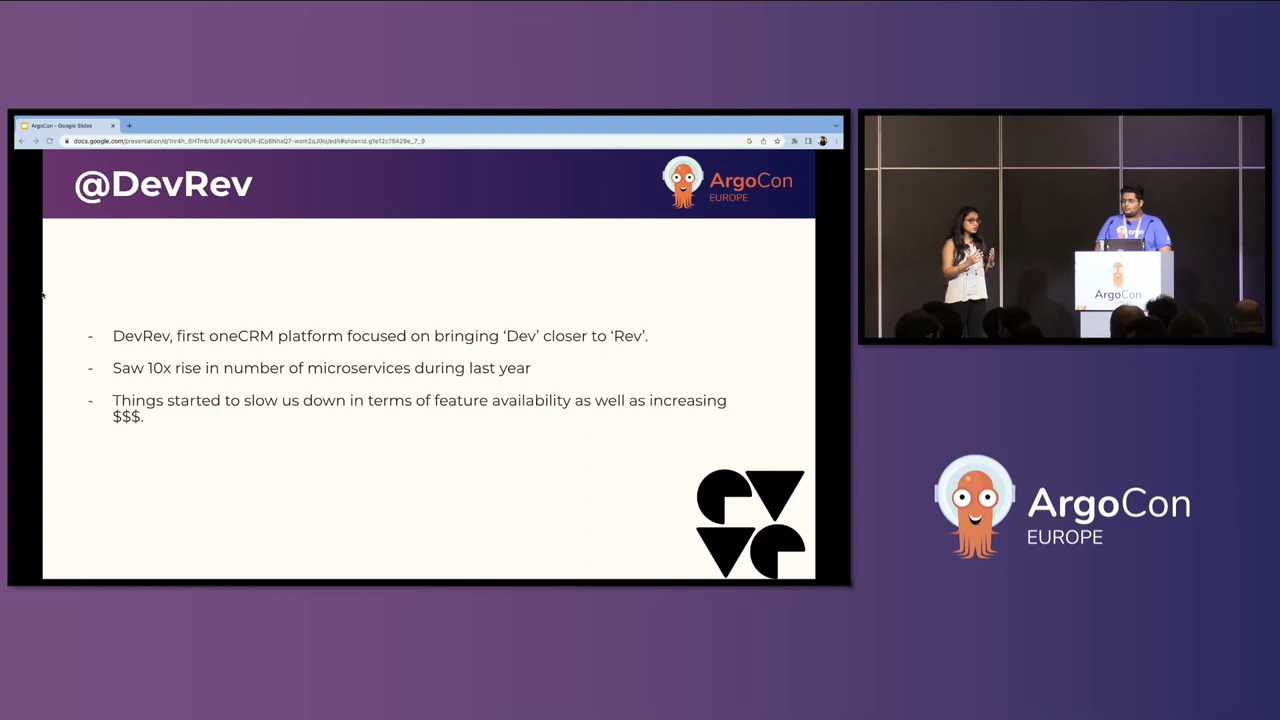 ArgoCon - Google Slides
@DevRev
ArgoCon
EUROPE
- DevRev, first oneCRM platform focused on bringing ‘Dev’ closer to ‘Rev’.
- Saw 10x rise in number of microservices during last year
- Things started to slow us down in terms of feature availability as well as increasing
$$$.
argo
ArgoCon
ArgoCon
EUROPE